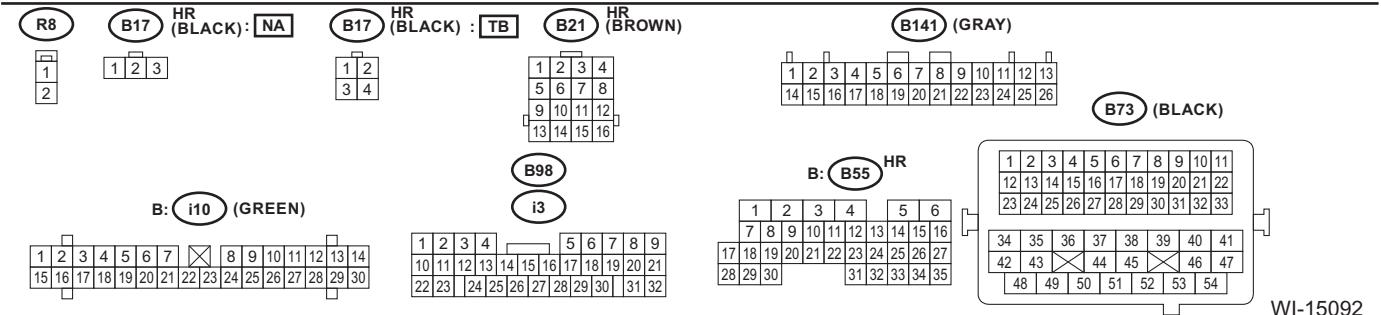 R8
1
2
B17 HR (BLACK): NA
1 2 3
B17 HR (BLACK) : TB
1 2
3 4
B21 HR (BROWN)
1 2 3 4
5 6 7 8
9 10 11 12
13 14 15 16
B141 (GRAY)
1 2 3 4 5 6 7 8 9 10 11 12 13
14 15 16 17 18 19 20 21 22 23 24 25 26
B: i10 (GREEN)
1 2 3 4 5 6 7 8 9 10 11 12 13 14
15 16 17 18 19 20 21 22 23 24 25 26 27 28 29 30
B98
i3
1 2 3 4 5 6 7 8 9
10 11 12 13 14 15 16 17 18 19 20 21
22 23 24 25 26 27 28 29 30 31 32
B: B55 HR
1 2 3 4 5 6
7 8 9 10 11 12 13 14 15 16
17 18 19 20 21 22 23 24 25 26 27
28 29 30 31 32 33 34 35
B73 (BLACK)
1 2 3 4 5 6 7 8 9 10 11
12 13 14 15 16 17 18 19 20 21 22
23 24 25 26 27 28 29 30 31 32 33
34 35 36 37 38 39 40 41
42 43 44 45 46 47
48 49 50 51 52 53 54
WI-15092